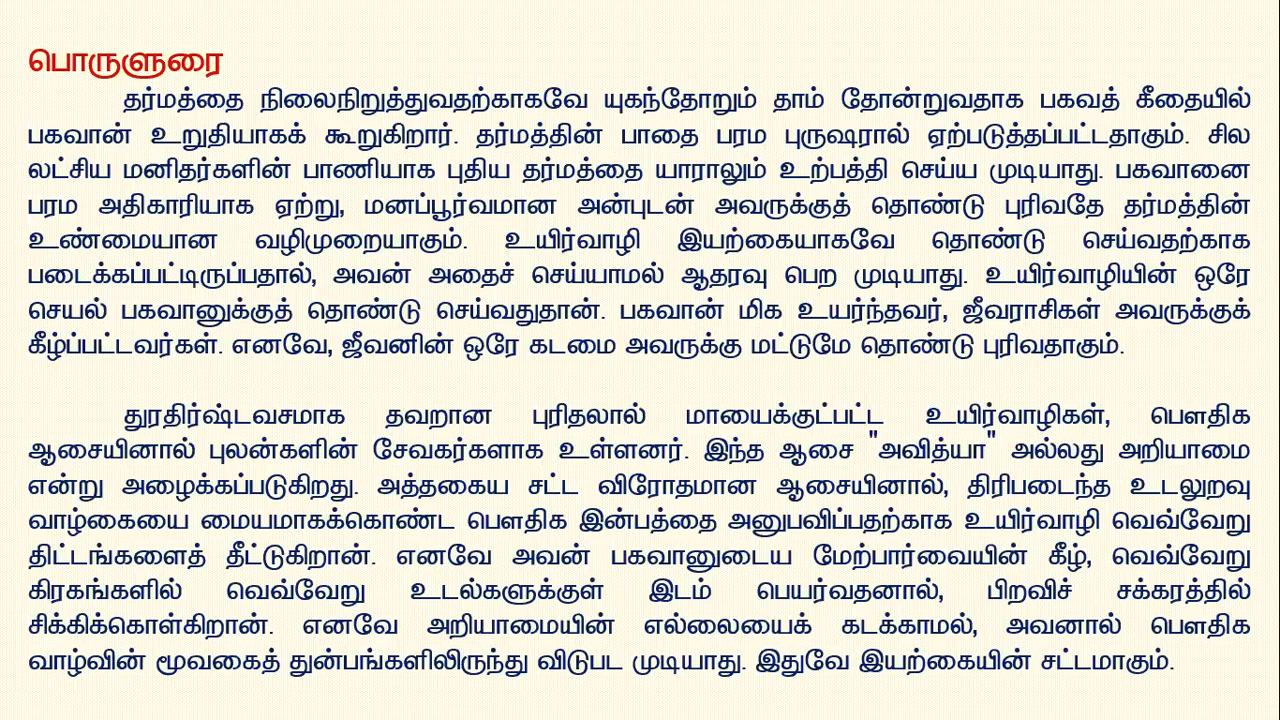 பொருளுரை
தர்மத்தை நிலைநிறுத்துவதற்காகவே யுகந்தோறும் தாம் தோன்றுவதாக பகவத் கீதையில்
பகவான் உறுதியாகக் கூறுகிறார். தர்மத்தின் பாதை பரம புருஷரால் ஏற்படுத்தப்பட்டதாகும். சில
லட்சிய மனிதர்களின் பாணியாக புதிய தர்மத்தை யாராலும் உற்பத்தி செய்ய முடியாது. பகவானை
பரம அதிகாரியாக ஏற்று, மனப்பூர்வமான அன்புடன் அவருக்குத் தொண்டு புரிவதே தர்மத்தின்
உண்மையான வழிமுறையாகும். உயிர்வாழி இயற்கையாகவே தொண்டு செய்வதற்காக
படைக்கப்பட்டிருப்பதால், அவன் அதைச் செய்யாமல் ஆதரவு பெற முடியாது. உயிர்வாழியின் ஒரே
செயல் பகவானுக்குத் தொண்டு செய்வதுதான். பகவான் மிக உயர்ந்தவர், ஜீவராசிகள் அவருக்குக்
கீழ்ப்பட்டவர்கள். எனவே, ஜீவனின் ஒரே கடமை அவருக்கு மட்டுமே தொண்டு புரிவதாகும்.
துரதிர்ஷ்டவசமாக தவறான புரிதலால் மாயைக்குட்பட்ட உயிர்வாழிகள், பௌதிக
ஆசையினால் புலன்களின் சேவகர்களாக உள்ளனர். இந்த ஆசை "அவித்யா" அல்லது அறியாமை
என்று அழைக்கப்படுகிறது. அத்தகைய சட்ட விரோதமான ஆசையினால், திரிபடைந்த உடலுறவு
வாழ்கையை மையமாகக்கொண்ட பௌதிக இன்பத்தை அனுபவிப்பதற்காக உயிர்வாழி வெவ்வேறு
திட்டங்களைத் தீட்டுகிறான். எனவே அவன் பகவானுடைய மேற்பார்வையின் கீழ், வெவ்வேறு
கிரகங்களில் வெவ்வேறு உடல்களுக்குள் இடம் பெயர்வதனால், பிறவிச் சக்கரத்தில்
சிக்கிக்கொள்கிறான். எனவே அறியாமையின் எல்லையைக் கடக்காமல், அவனால் பௌதிக
வாழ்வின் மூவகைத் துன்பங்களிலிருந்து விடுபட முடியாது. இதுவே இயற்கையின் சட்டமாகும்.